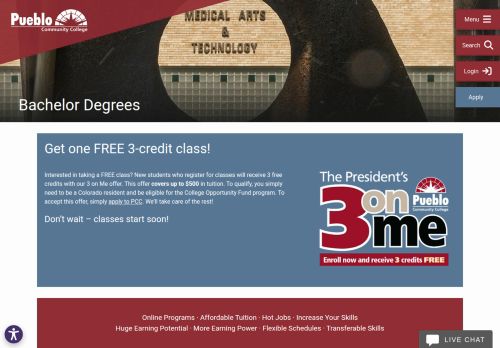 Pueblo
Community College
MEDICAL ARTS
&
TECHNOLOGY
Menu
Search
Login
Apply
Bachelor Degrees
Get one FREE 3-credit class!
Interested in taking a FREE class? New students who register for classes will receive 3 free
credits with our 3 on Me offer. This offer covers up to $500 in tuition. To qualify, you simply
need to be a Colorado resident and be eligible for the College Opportunity Fund program. To
accept this offer, simply apply to PCC. We'll take care of the rest!
Don't wait – classes start soon!
The President's
3 on me
Pueblo
Community College
Enroll now and receive 3 credits FREE
Online Programs · Affordable Tuition · Hot Jobs · Increase Your Skills
Huge Earning Potential · More Earning Power · Flexible Schedules · Transferable Skills
LIVE CHAT